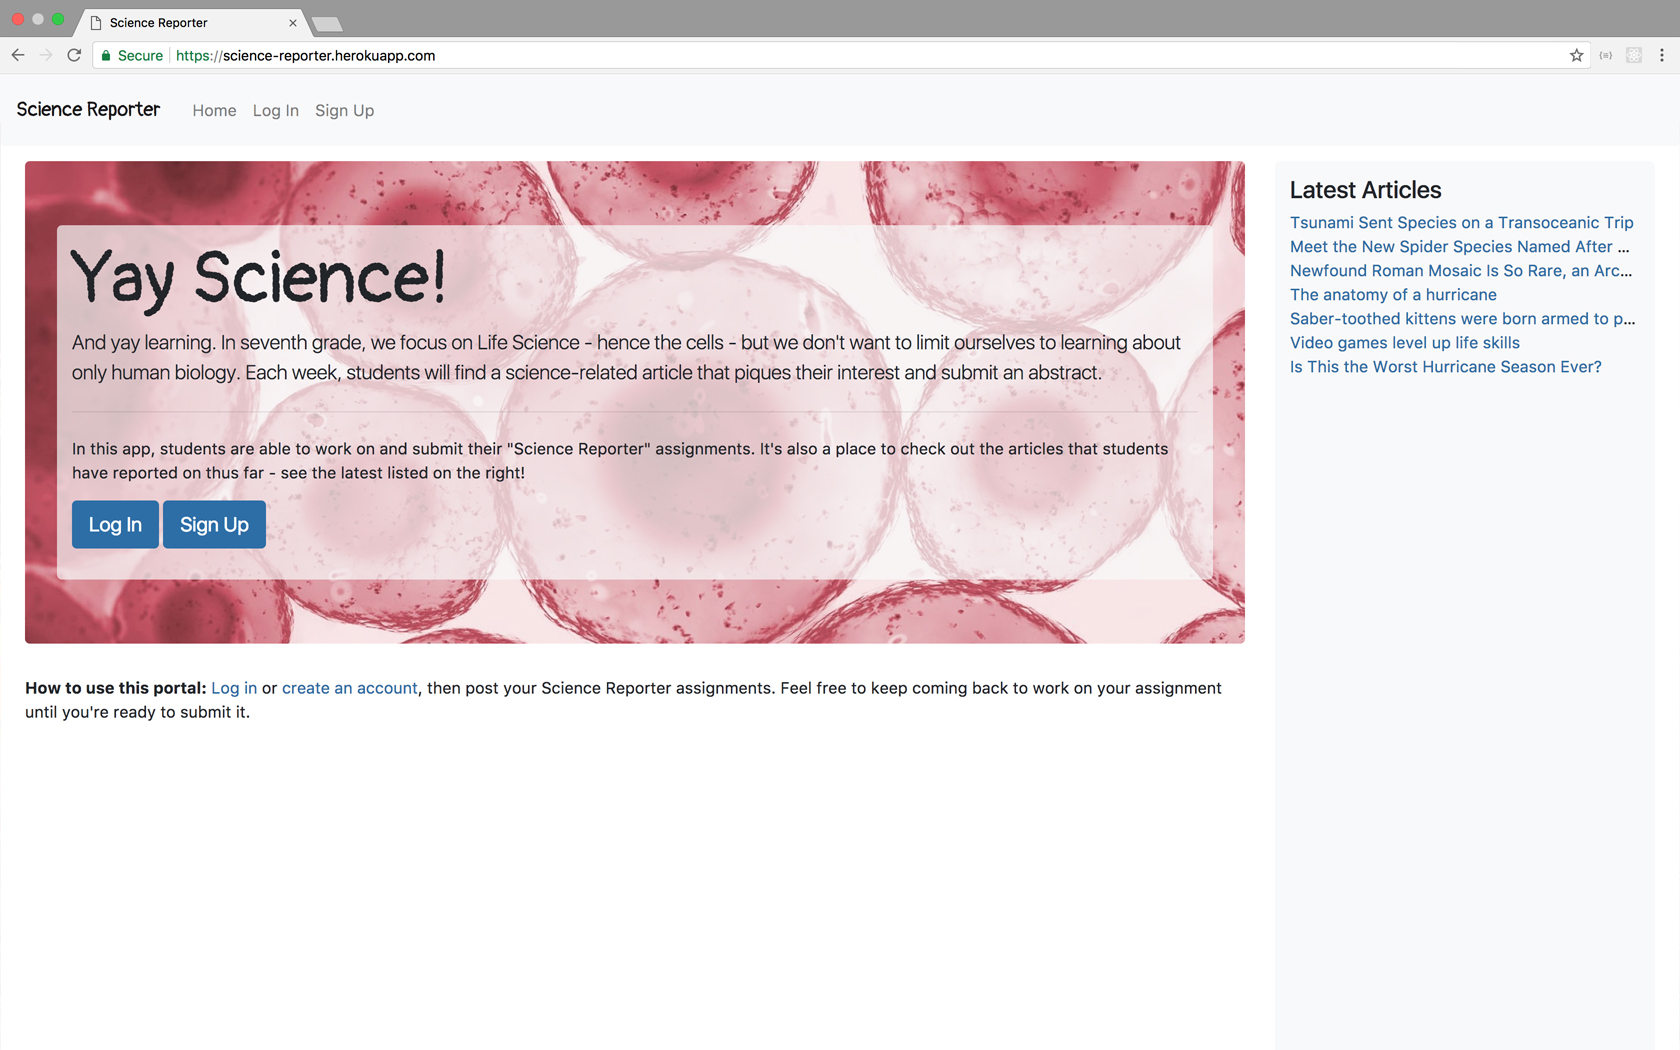 Science Reporter
Secure https://science-reporter.herokuapp.com
Science Reporter Home Log In Sign Up
Yay Science!
And yay learning. In seventh grade, we focus on Life Science - hence the cells - but we don't want to limit ourselves to learning about
only human biology. Each week, students will find a science-related article that piques their interest and submit an abstract.
In this app, students are able to work on and submit their "Science Reporter" assignments. It's also a place to check out the articles that students
have reported on thus far - see the latest listed on the right!
Log In Sign Up
How to use this portal: Log in or create an account, then post your Science Reporter assignments. Feel free to keep coming back to work on your assignment
until you're ready to submit it.
Latest Articles
Tsunami Sent Species on a Transoceanic Trip
Meet the New Spider Species Named After ...
Newfound Roman Mosaic Is So Rare, an Arc...
The anatomy of a hurricane
Saber-toothed kittens were born armed to p...
Video games level up life skills
Is This the Worst Hurricane Season Ever?